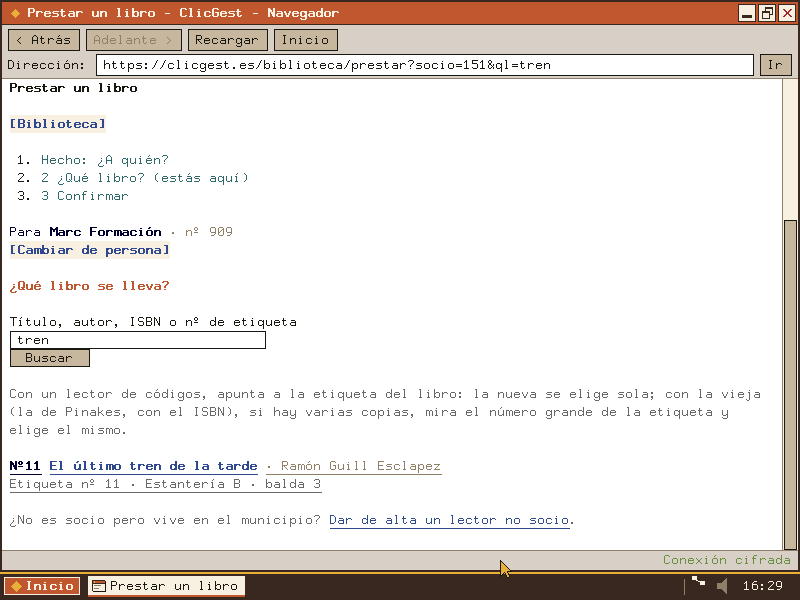 Prestar un libro - ClicGest - Navegador
< Atrás Adelante > Recargar Inicio
Dirección: https://clicgest.es/biblioteca/prestar?socio=151&ql=tren Ir
Prestar un libro
[Biblioteca]
1. Hecho: ¿A quién?
2. 2 ¿Qué libro? (estás aquí)
3. 3 Confirmar
Para Marc Formación · nº 909
[Cambiar de persona]
¿Qué libro se lleva?
Título, autor, ISBN o nº de etiqueta
tren
Buscar
Con un lector de códigos, apunta a la etiqueta del libro: la nueva se elige sola; con la vieja
(la de Pinakes, con el ISBN), si hay varias copias, mira el número grande de la etiqueta y
elige el mismo.
Nº11 El último tren de la tarde · Ramón Guill Esclapez
Etiqueta nº 11 · Estantería B · balda 3
¿No es socio pero vive en el municipio? Dar de alta un lector no socio.
Conexión cifrada
Inicio Prestar un libro 16:29